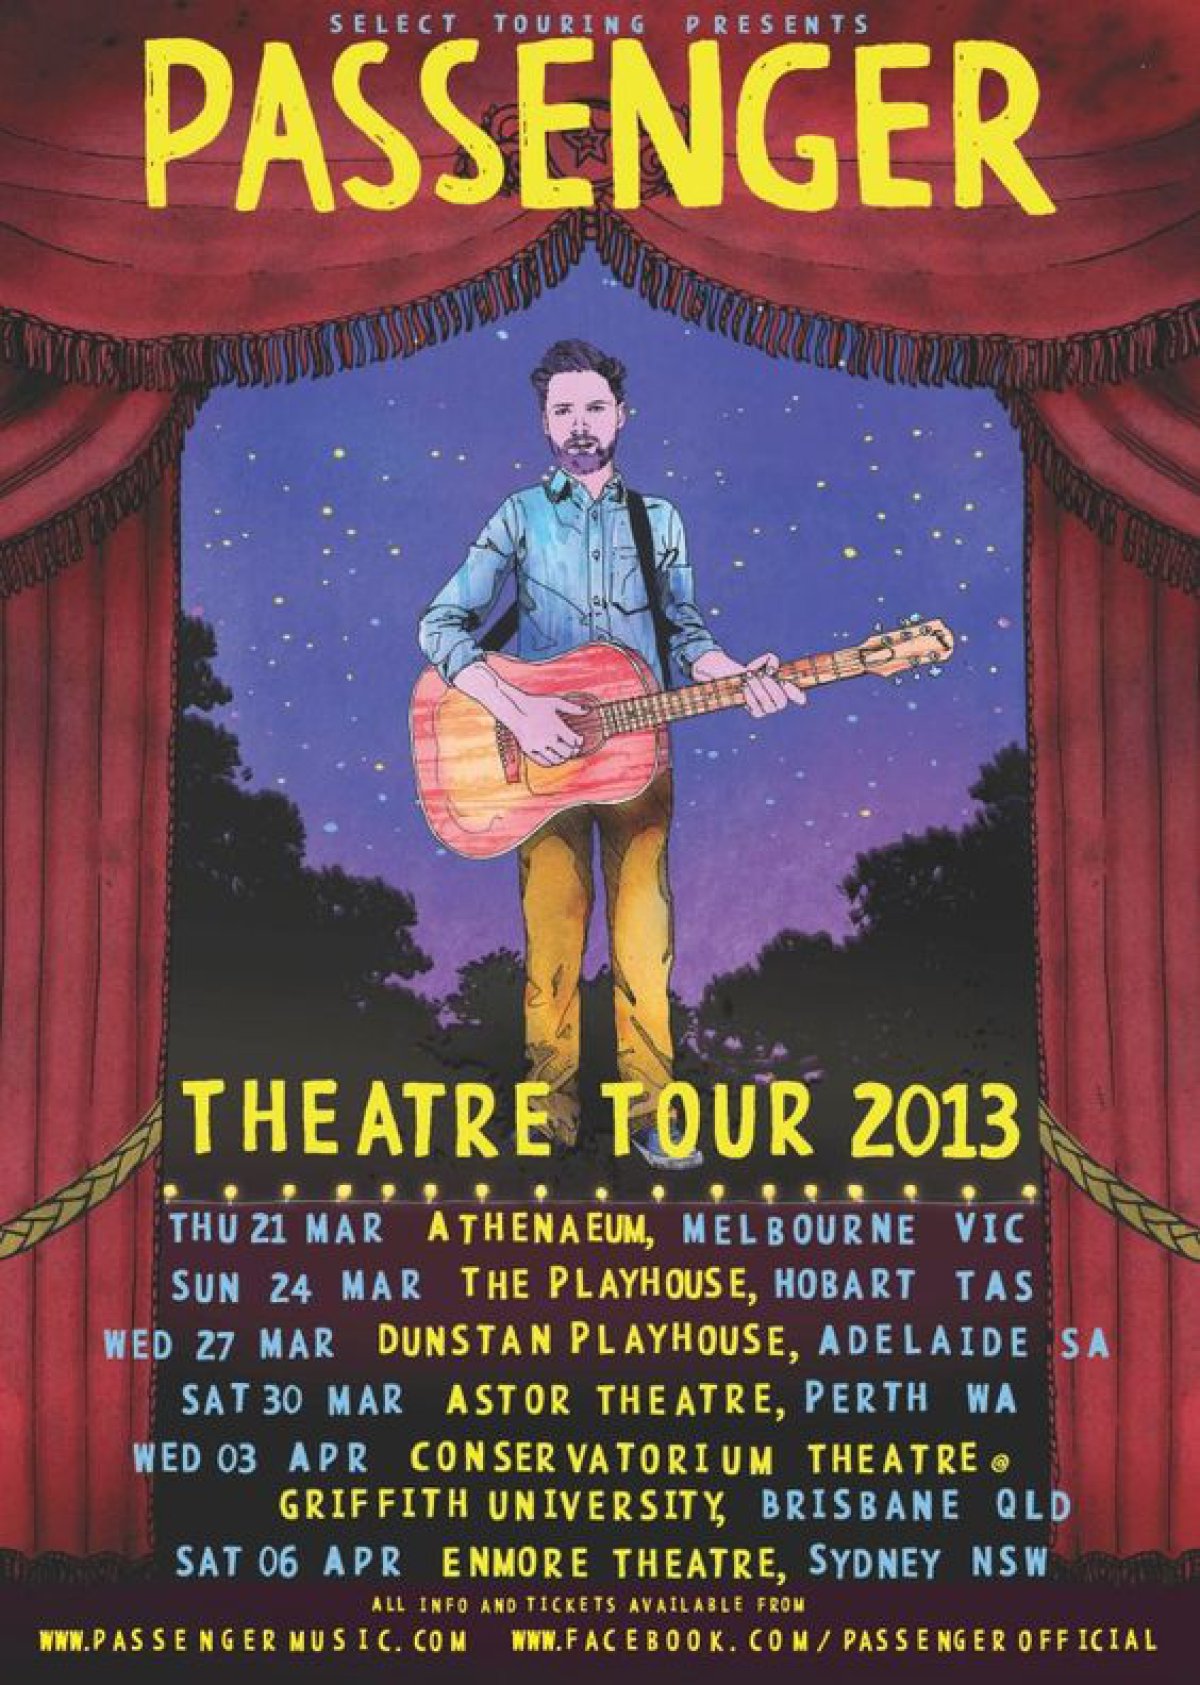 SELECT TOURING PRESENTS
PASSENGER
THEATRE TOUR 2013
THU 21 MAR ATHENAEUM, MELBOURNE VIC
SUN 24 MAR THE PLAYHOUSE, HOBART TAS
WED 27 MAR DUNSTAN PLAYHOUSE, ADELAIDE SA
SAT 30 MAR ASTOR THEATRE, PERTH WA
WED 03 APR CONSERVATORIUM THEATRE @
GRIFFITH UNIVERSITY, BRISBANE QLD
SAT 06 APR ENMORE THEATRE, SYDNEY NSW
ALL INFO AND TICKETS AVAILABLE FROM
WWW.PASSENGERMUSIC.COM WWW.FACEBOOK.COM/PASSENGEROFFICIAL